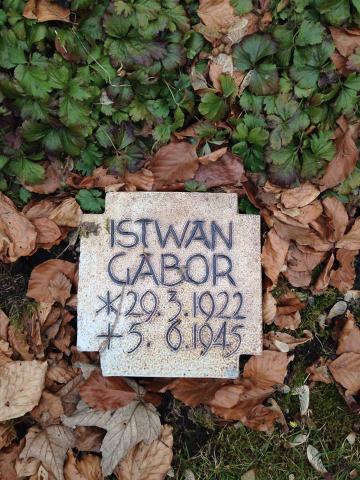 ISTWAN
GABOR
* 29.3.1922
+ 5.6.1945